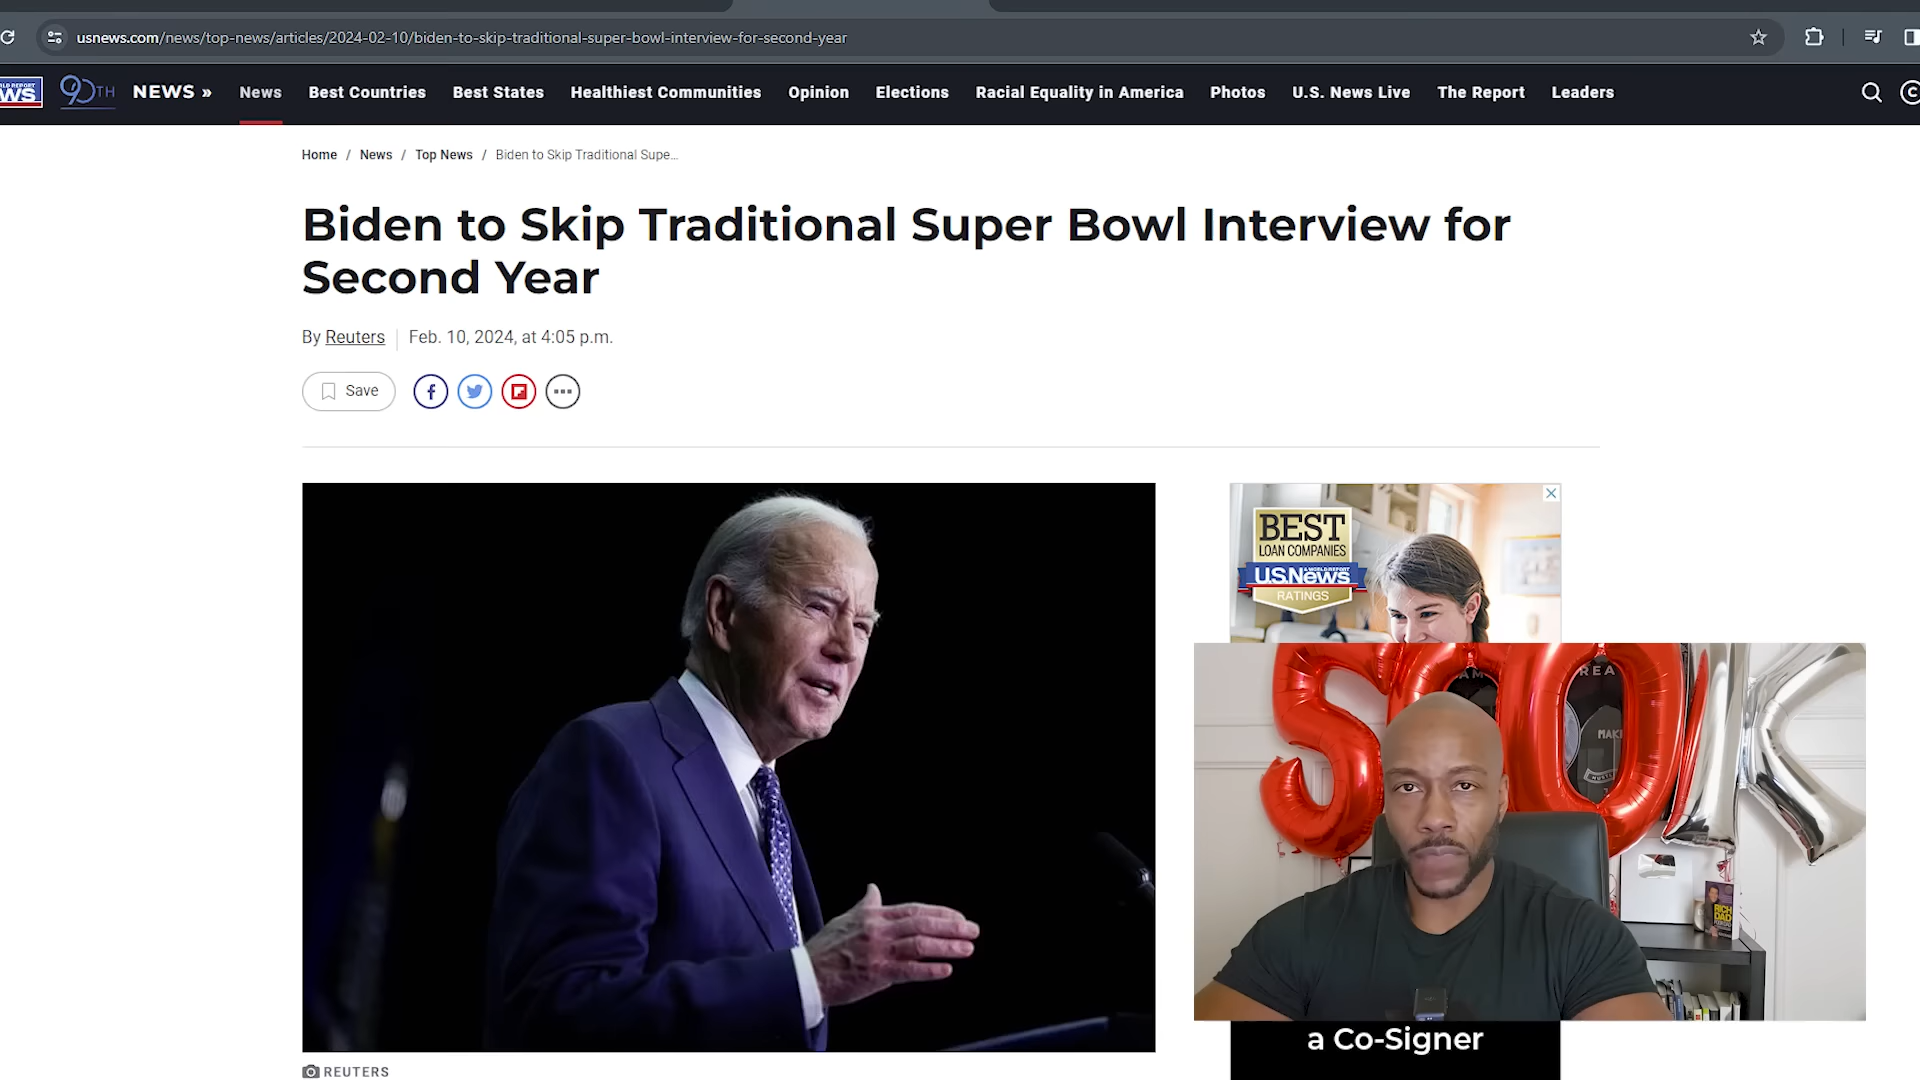 usnews.com/news/top-news/articles/2024-02-10/biden-to-skip-traditional-super-bowl-interview-for-second-year
90TH
NEWS »
News
Best Countries
Best States
Healthiest Communities
Opinion
Elections
Racial Equality in America
Photos
U.S. News Live
The Report
Leaders
Home / News / Top News / Biden to Skip Traditional Supe...
Biden to Skip Traditional Super Bowl Interview for
Second Year
By Reuters
Feb. 10, 2024, at 4:05 p.m.
Save
BEST
LOAN COMPANIES
U.S.News
RATINGS
500K
MAK
RICH
DAD
a Co-Signer
REUTERS